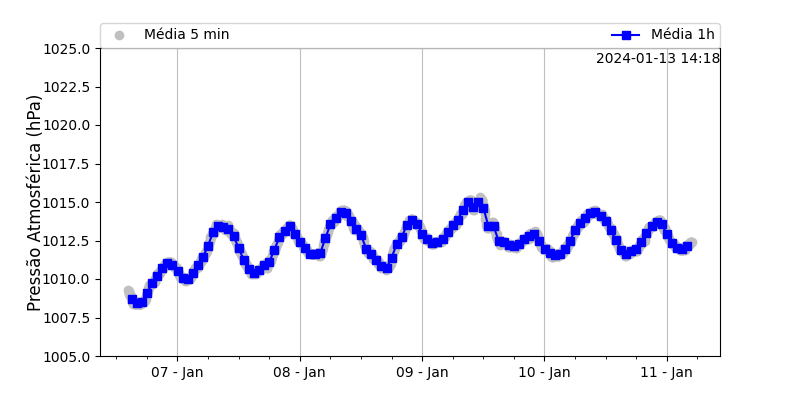 Média 5 min
Média 1h
2024-01-13 14:18
Pressão Atmosférica (hPa)
1025.0
1022.5
1020.0
1017.5
1015.0
1012.5
1010.0
1007.5
1005.0
07 - Jan
08 - Jan
09 - Jan
10 - Jan
11 - Jan